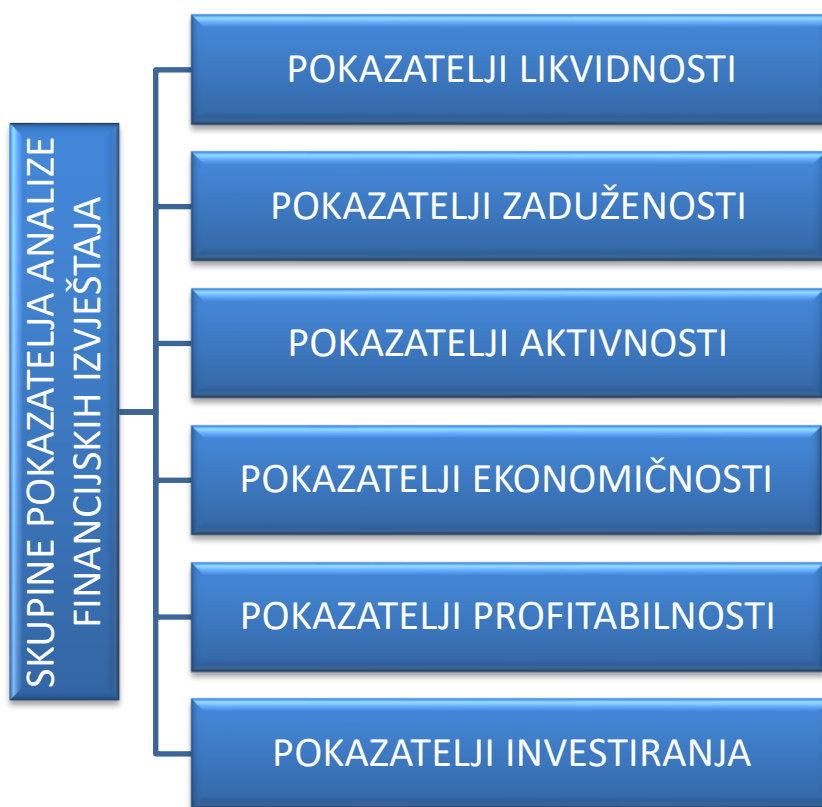 SKUPINE POKAZATELJA ANALIZE
FINANCIJSKIH IZVJEŠTAJA
POKAZATELJI LIKVIDNOSTI
POKAZATELJI ZADUŽENOSTI
POKAZATELJI AKTIVNOSTI
POKAZATELJI EKONOMIČNOSTI
POKAZATELJI PROFITABILNOSTI
POKAZATELJI INVESTIRANJA